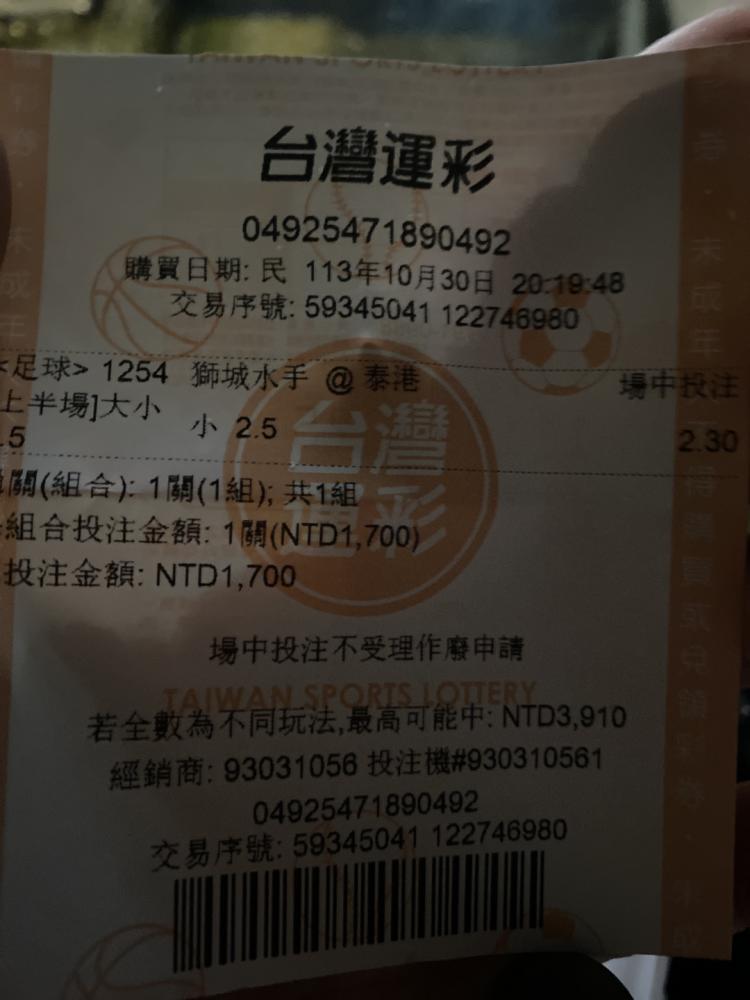 台灣運彩
04925471890492
購買日期: 民 113年10月30日 20:19:48
交易序號: 59345041 122746980
<足球> 1254 獅城水手 @ 泰港 場中投注
上半場]大小 小 2.5 2.30
.5
關(組合): 1關(1組); 共1組
組合投注金額: 1關(NTD1,700)
投注金額: NTD1,700
台灣
運彩
場中投注不受理作廢申請
TAIWAN SPORTS LOTTERY
若全數為不同玩法,最高可能中: NTD3,910
經銷商: 93031056 投注機#930310561
04925471890492
交易序號: 59345041 122746980